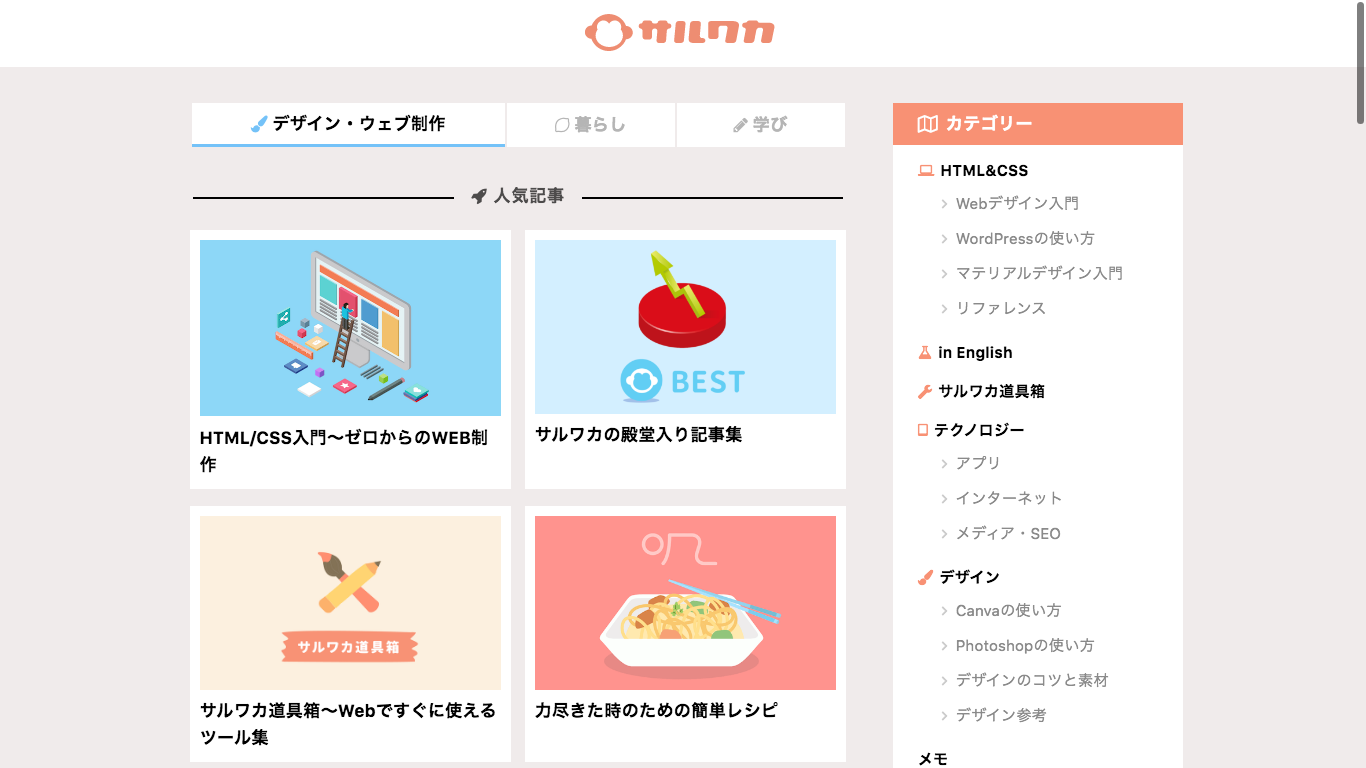 サルワカ
デザイン・ウェブ制作
暮らし
学び
人気記事
BEST
HTML/CSS入門〜ゼロからのWEB制
作
サルワカの殿堂入り記事集
サルワカ道具箱
サルワカ道具箱〜Webですぐに使える
ツール集
力尽きた時のための簡単レシピ
カテゴリー
HTML&CSS
Webデザイン入門
WordPressの使い方
マテリアルデザイン入門
リファレンス
in English
サルワカ道具箱
テクノロジー
アプリ
インターネット
メディア・SEO
デザイン
Canvaの使い方
Photoshopの使い方
デザインのコツと素材
デザイン参考
メモ